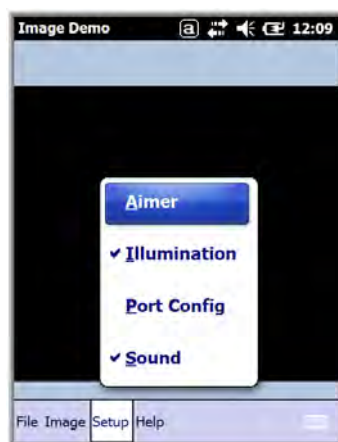 Image Demo a 12:09
Aimer
✔ Illumination
Port Config
✔ Sound
File Image Setup Help